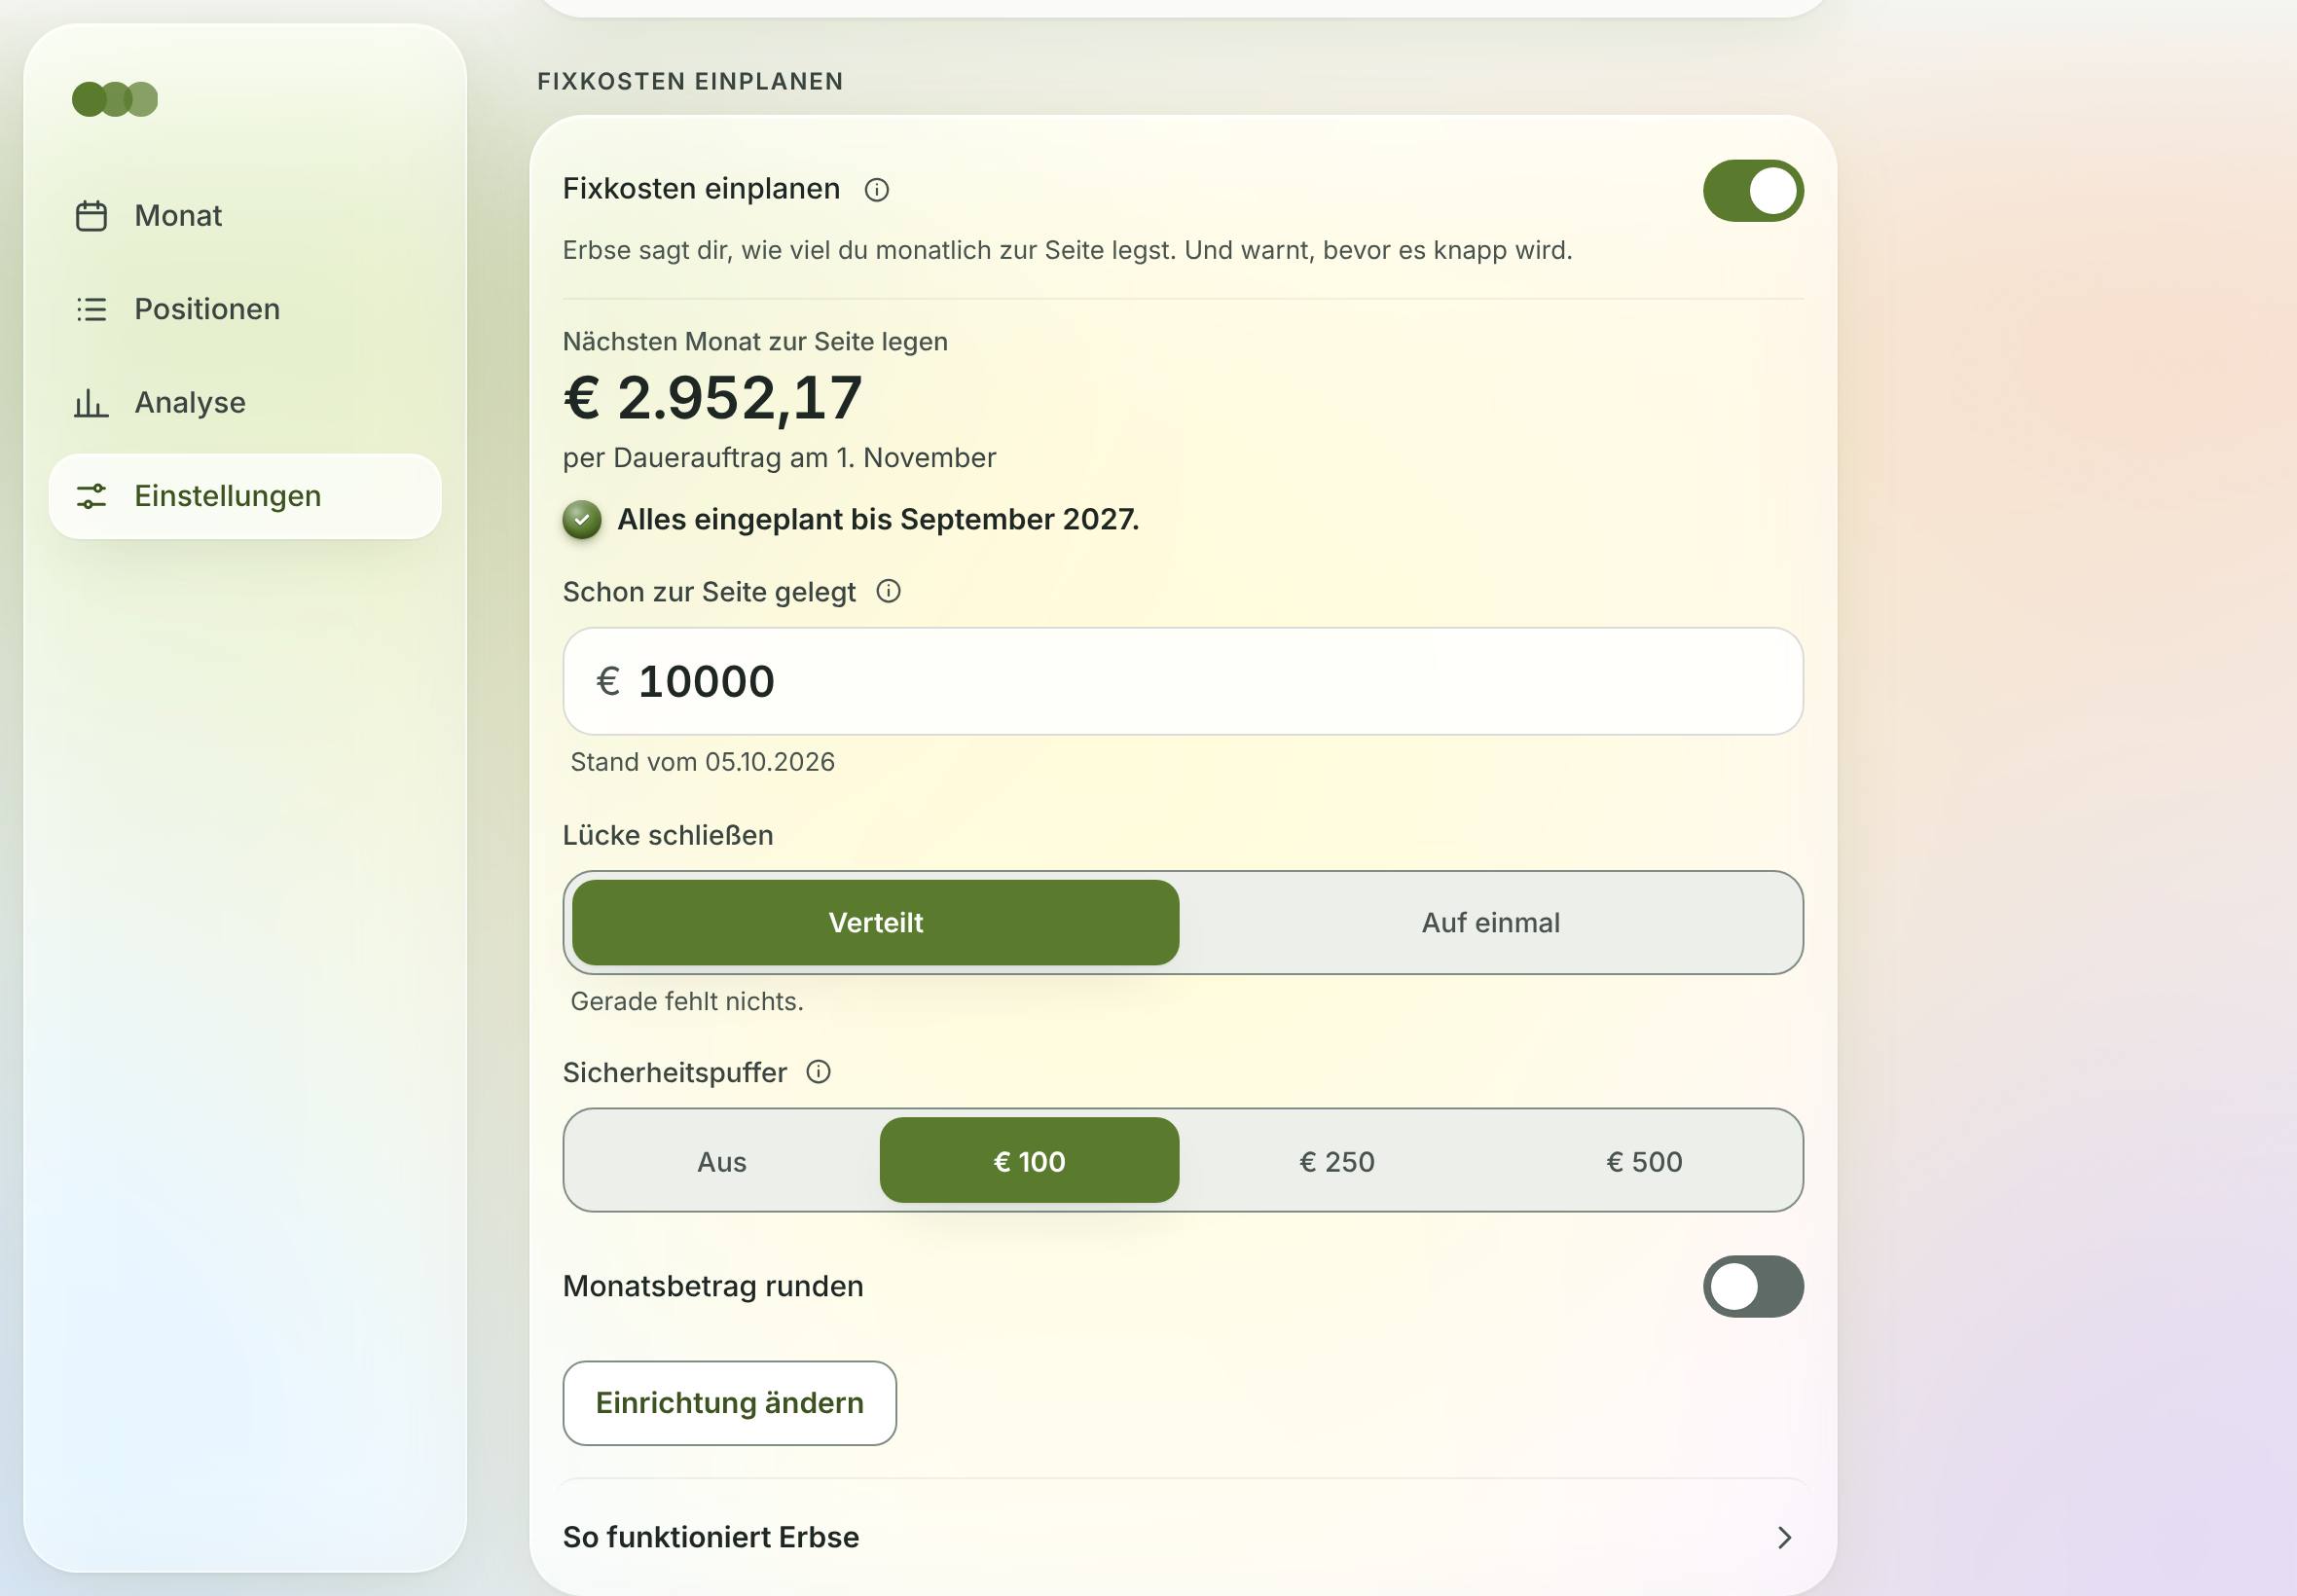 FIXKOSTEN EINPLANEN
Monat
Positionen
Analyse
Einstellungen
Fixkosten einplanen
Erbse sagt dir, wie viel du monatlich zur Seite legst. Und warnt, bevor es knapp wird.
Nächsten Monat zur Seite legen
€ 2.952,17
per Dauerauftrag am 1. November
Alles eingeplant bis September 2027.
Schon zur Seite gelegt
€ 10000
Stand vom 05.10.2026
Lücke schließen
Verteilt Auf einmal
Gerade fehlt nichts.
Sicherheitspuffer
Aus € 100 € 250 € 500
Monatsbetrag runden
Einrichtung ändern
So funktioniert Erbse